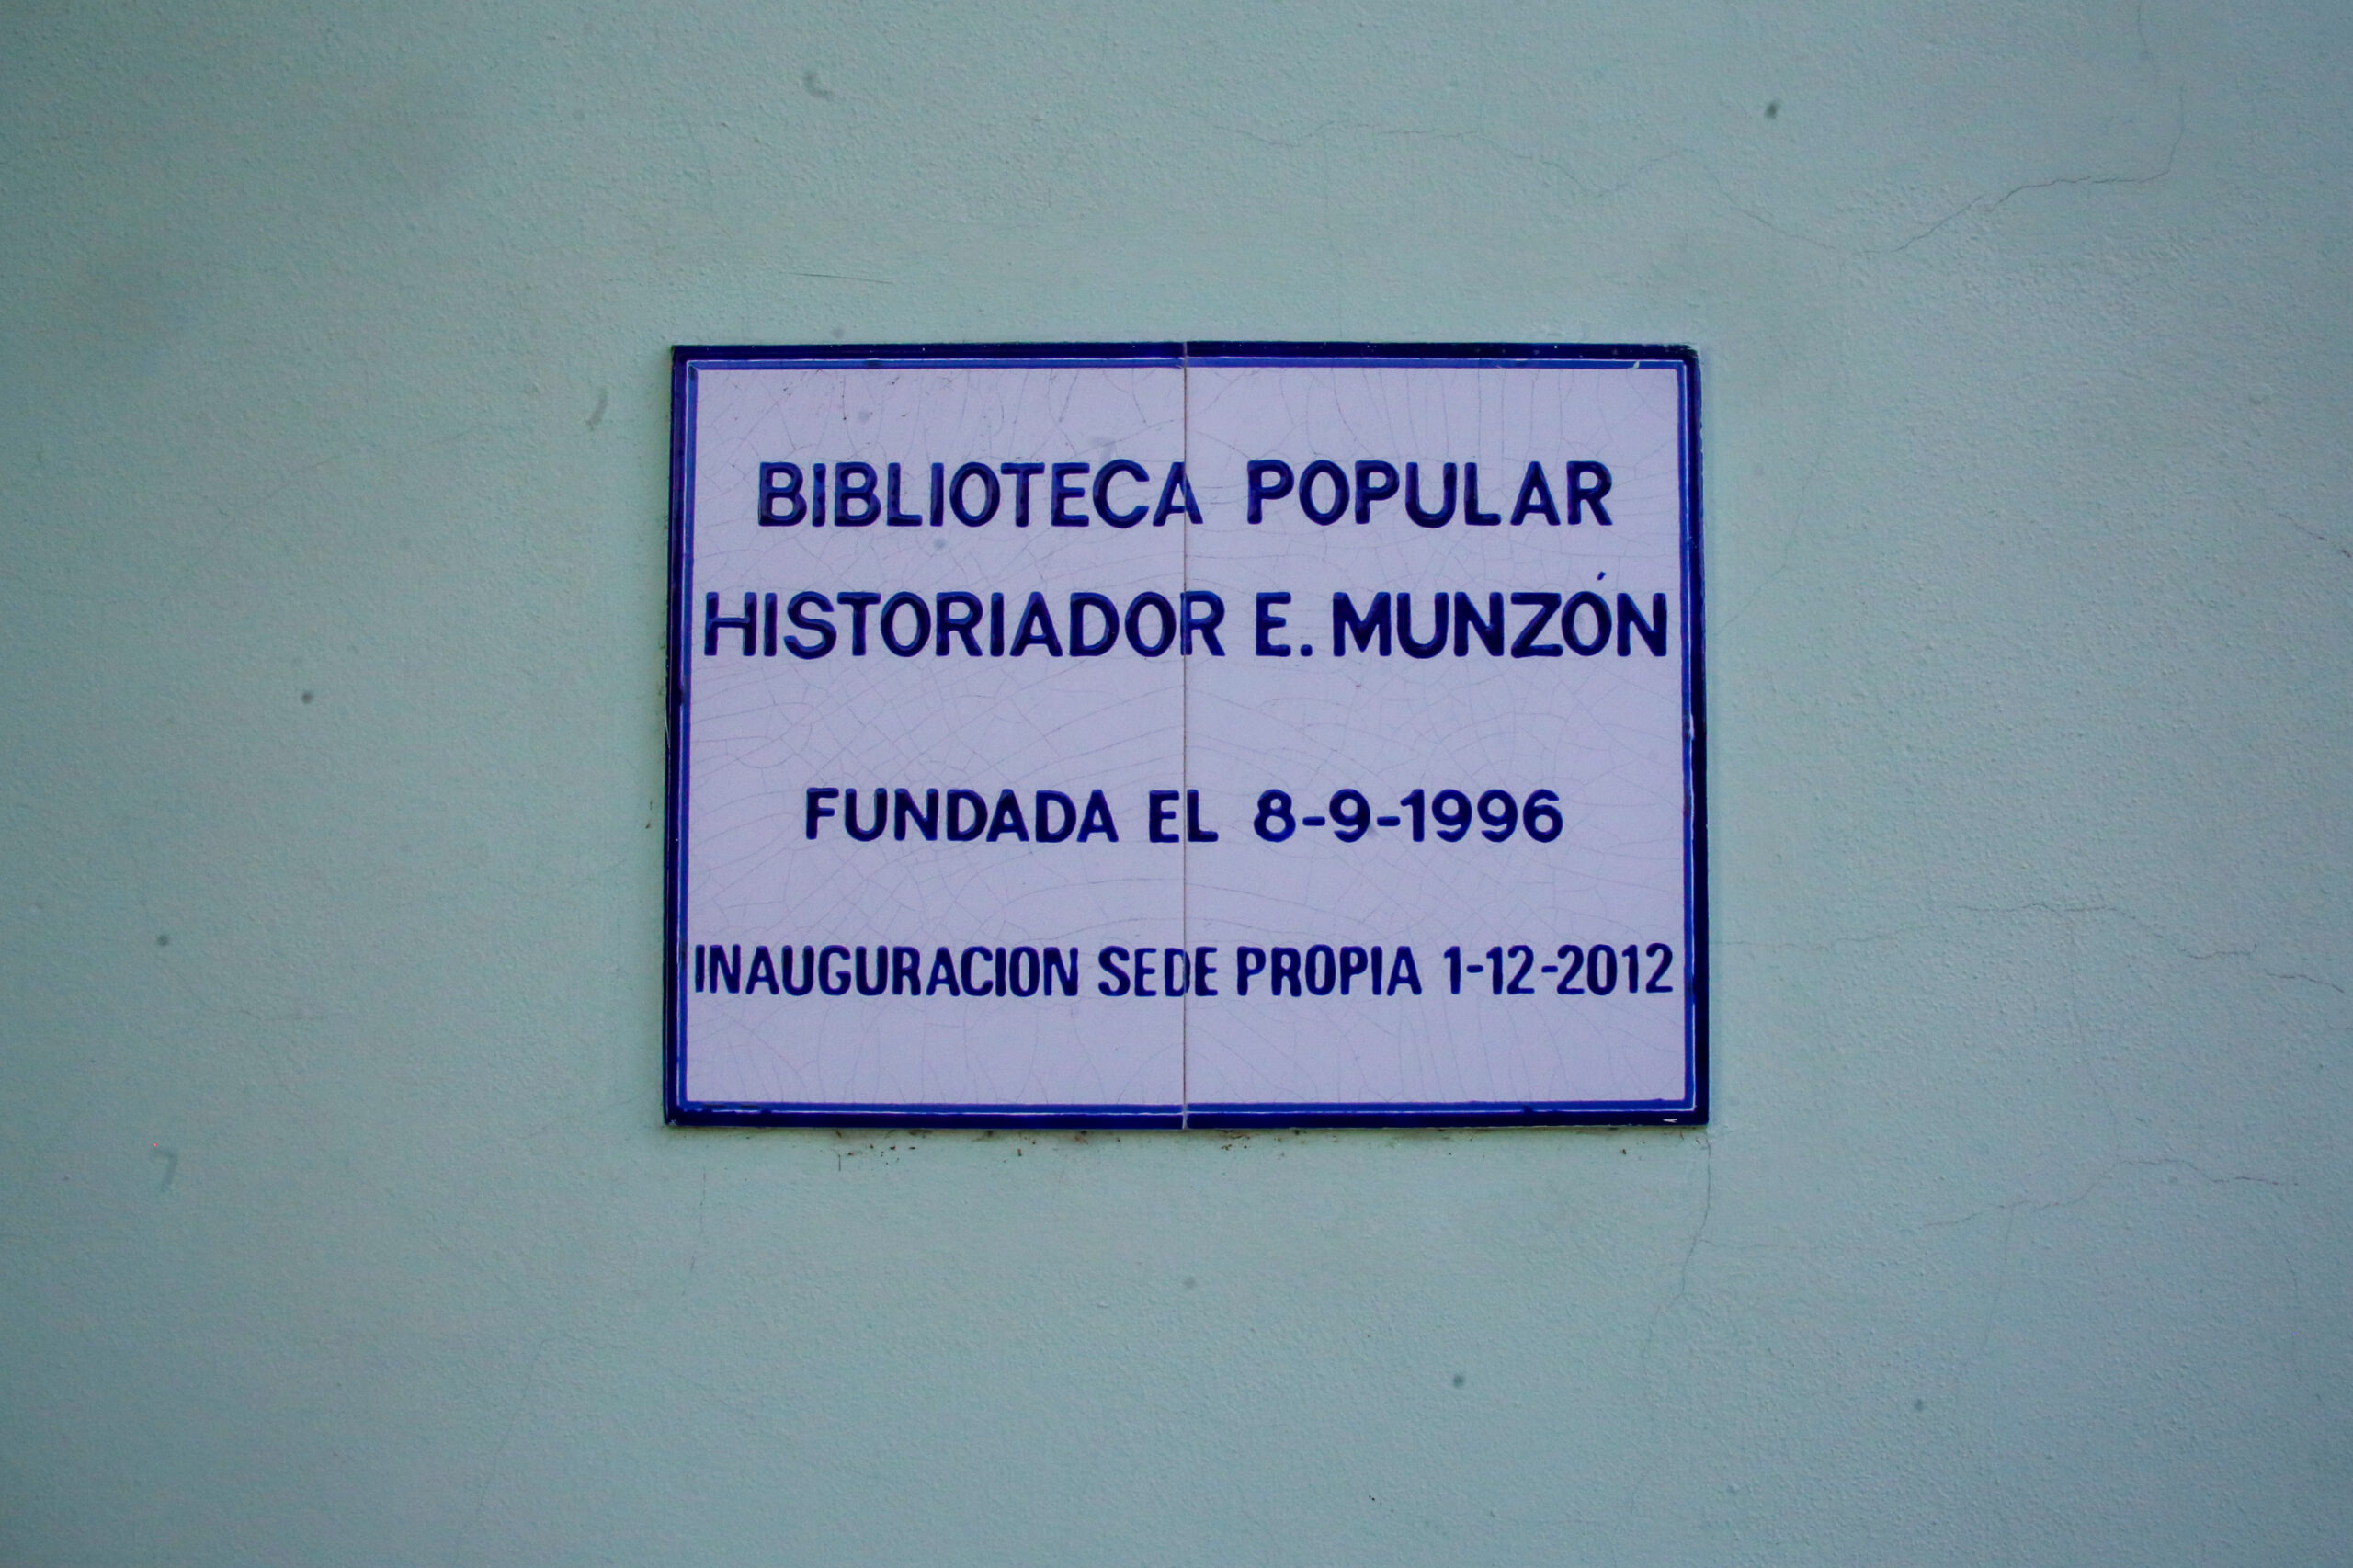 BIBLIOTECA POPULAR
HISTORIADOR E. MUNZÓN
FUNDADA EL 8-9-1996
INAUGURACION SEDE PROPIA 1-12-2012